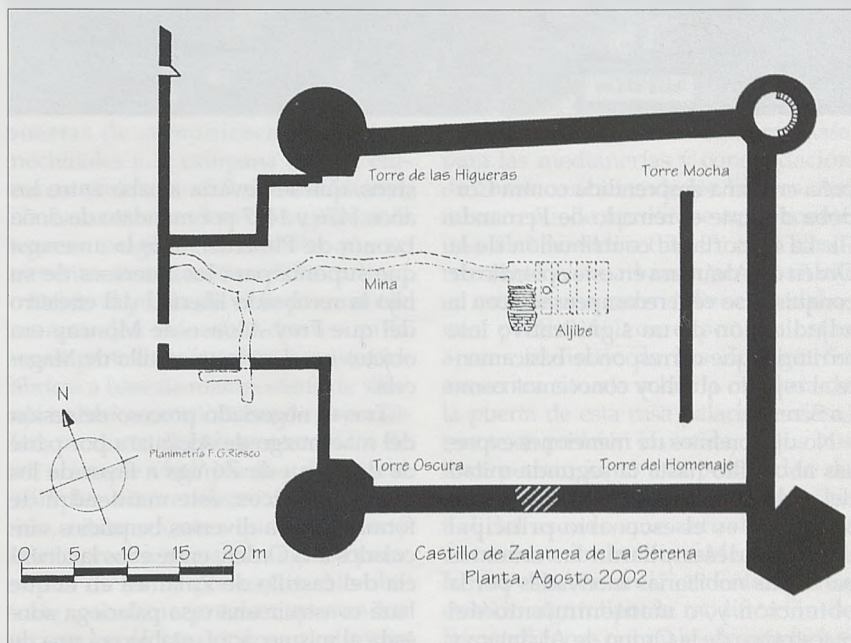 Torre de las Higueras
Torre Mocha
Mina
Aljibe
N
Planimetría F.G.Riesco
Torre Oscura
Torre del Homenaje
0 5 10 15 20 m
Castillo de Zalamea de La Serena
Planta, Agosto 2002